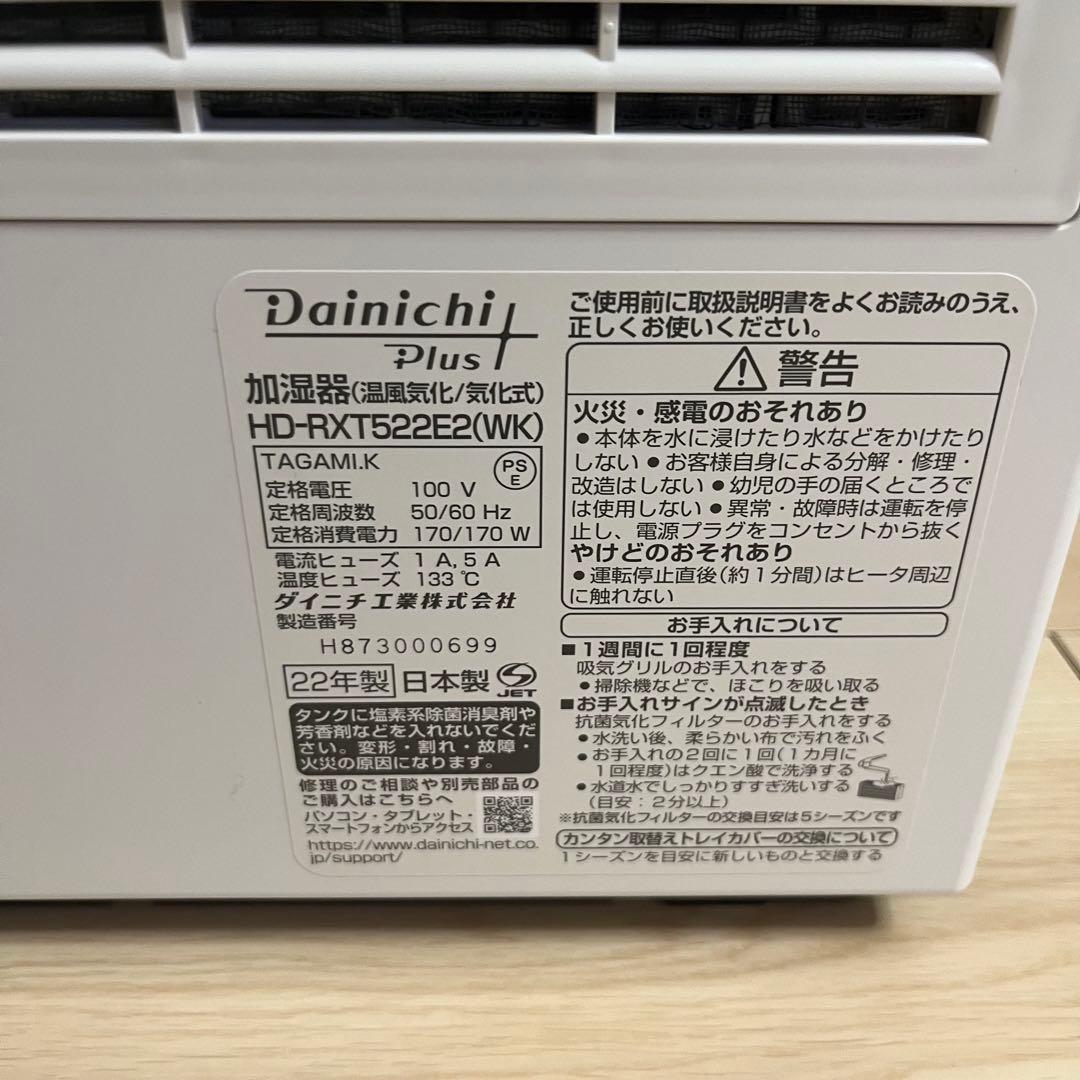 Dainichi
Plus
加湿器(温風気化/気化式)
HD-RXT522E2(WK)
TAGAMI.K
PS
E
定格電圧 100 V
定格周波数 50/60 Hz
定格消費電力 170/170 W
電流ヒューズ 1 A, 5 A
温度ヒューズ 133 ℃
ダイニチ工業株式会社
製造番号
H873000699
22年製 日本製
JET
タンクに塩素系除菌消臭剤や
芳香剤などを入れないでくだ
さい。変形・割れ・故障・
火災の原因になります。
修理のご相談や別売部品の
ご購入はこちらへ
パソコン・タブレット・
スマートフォンからアクセス
https://www.dainichi-net.co.
jp/support/
ご使用前に取扱説明書をよくお読みのうえ、
正しくお使いください。
警告
火災・感電のおそれあり
●本体を水に浸けたり水などをかけたり
しない●お客様自身による分解・修理・
改造はしない●幼児の手の届くところで
は使用しない●異常・故障時は運転を停
止し、電源プラグをコンセントから抜く
やけどのおそれあり
●運転停止直後(約1分間)はヒータ周辺
に触れない
お手入れについて
■1週間に1回程度
吸気グリルのお手入れをする
●掃除機などで、ほこりを吸い取る
■お手入れサインが点滅したとき
抗菌気化フィルターのお手入れをする
●水洗い後、柔らかい布で汚れをふく
●お手入れの2回に1回(1カ月に
1回程度)はクエン酸で洗浄する
●水道水でしっかりすすぎ洗いする
(目安：2分以上)
※抗菌気化フィルターの交換目安は5シーズンです
カンタン取替えトレイカバーの交換について
1シーズンを目安に新しいものと交換する